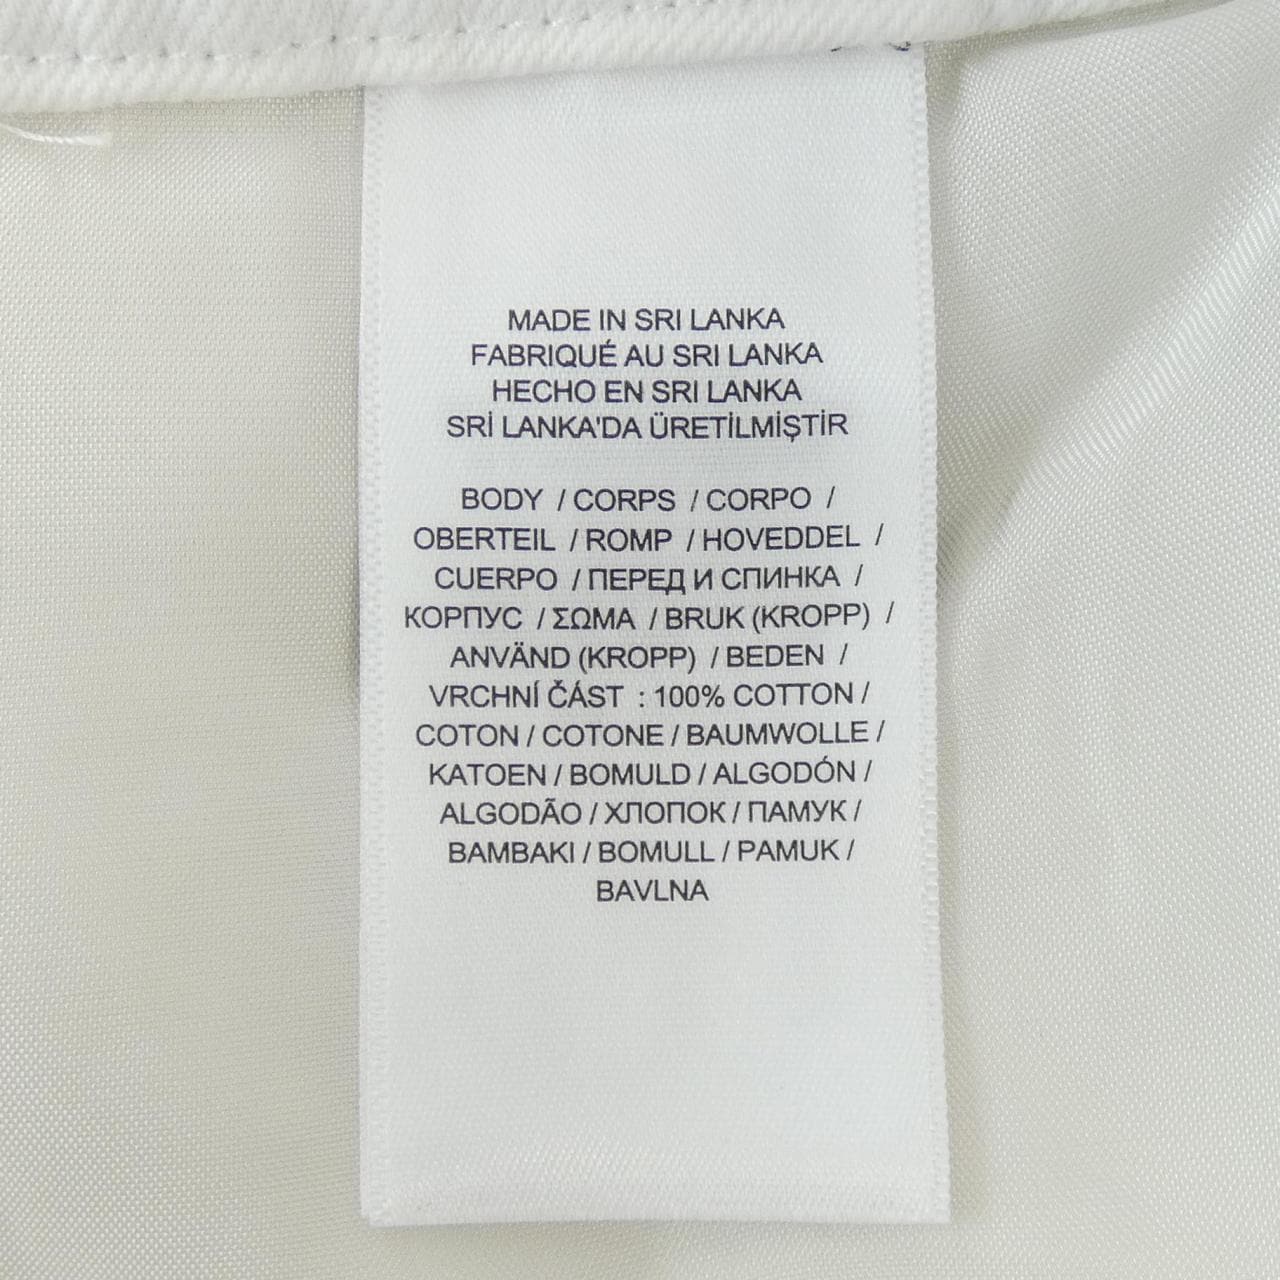 MADE IN SRI LANKA
FABRIQUÉ AU SRI LANKA
HECHO EN SRI LANKA
SRİ LANKA'DA ÜRETİLMİŞTİR
BODY / CORPS / CORPO /
OBERTEIL / ROMP / HOVEDDEL /
CUERPO / ПЕРЕД И СПИНКА /
КОРПУС / ΣΩΜΑ / BRUK (KROPP) /
ANVÄND (KROPP) / BEDEN /
VRCHNÍ ČÁST : 100% COTTON /
COTON / COTONE / BAUMWOLLE /
KATOEN / BOMULD / ALGODÓN /
ALGODÃO / ХЛОПОК / ПАМУК /
BAMBAKI / BOMULL / PAMUK /
BAVLNA